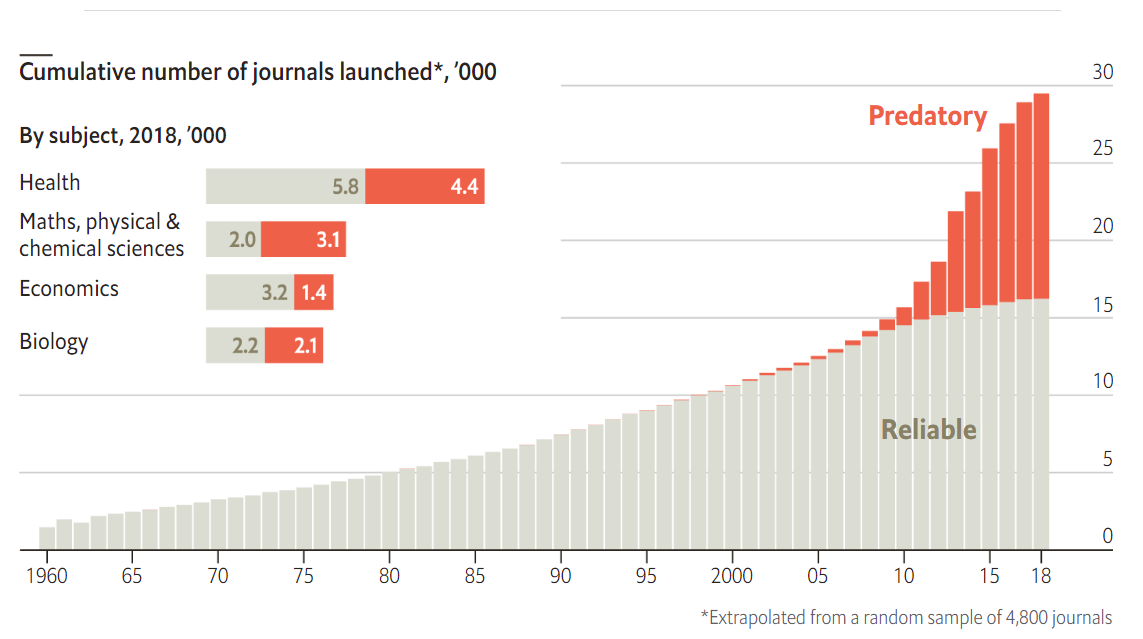 Cumulative number of journals launched*, ’000
By subject, 2018, ’000
Health
5.8 4.4
Maths, physical &
chemical sciences
2.0 3.1
Economics
3.2 1.4
Biology
2.2 2.1
Predatory
Reliable
30
25
20
15
10
5
0
1960 65 70 75 80 85 90 95 2000 05 10 15 18
*Extrapolated from a random sample of 4,800 journals